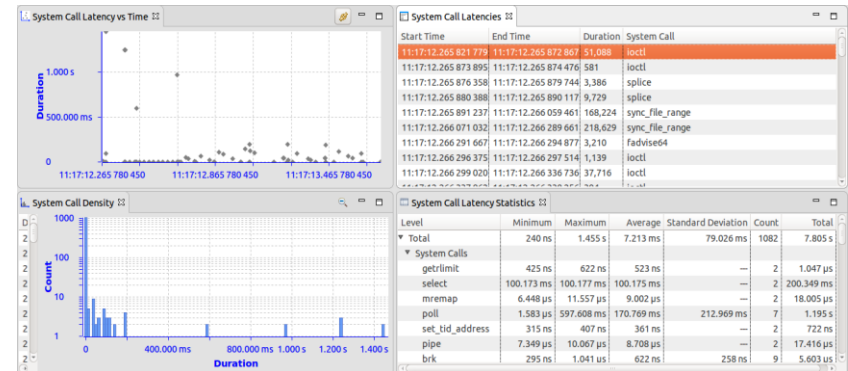 System Call Latency vs Time
Duration
1.000 s
500.000 ms
0
11:17:12.265 780 450 11:17:12.865 780 450 11:17:13.465 780 450
System Call Latencies
Start Time End Time Duration System Call
11:17:12.265 821 779 11:17:12.265 872 867 51,088 ioctl
11:17:12.265 873 895 11:17:12.265 874 476 581 ioctl
11:17:12.265 876 358 11:17:12.265 879 744 3,386 splice
11:17:12.265 880 388 11:17:12.265 890 117 9,729 splice
11:17:12.265 891 237 11:17:12.266 059 461 168,224 sync_file_range
11:17:12.266 071 032 11:17:12.266 289 661 218,629 sync_file_range
11:17:12.266 291 667 11:17:12.266 294 877 3,210 fadvise64
11:17:12.266 296 375 11:17:12.266 297 514 1,139 ioctl
11:17:12.266 299 020 11:17:12.266 336 736 37,716 ioctl
System Call Density
D
2
2
2
2
2
2
2
2
Count
1000
100
10
1
0 400.000 ms 800.000 ms 1.000 s 1.200 s 1.400 s
Duration
System Call Latency Statistics
Level Minimum Maximum Average Standard Deviation Count Total
Total 240 ns 1.455 s 7.213 ms 79.026 ms 1082 7.805 s
System Calls
getrlimit 425 ns 622 ns 523 ns — 2 1.047 µs
select 100.173 ms 100.177 ms 100.175 ms — 2 200.349 ms
mremap 6.448 µs 11.557 µs 9.002 µs — 2 18.005 µs
poll 1.583 µs 597.608 ms 170.769 ms 212.969 ms 7 1.195 s
set_tid_address 315 ns 407 ns 361 ns — 2 722 ns
pipe 7.349 µs 10.067 µs 8.708 µs — 2 17.416 µs
brk 295 ns 1.041 us 622 ns 258 ns 9 5.603 us